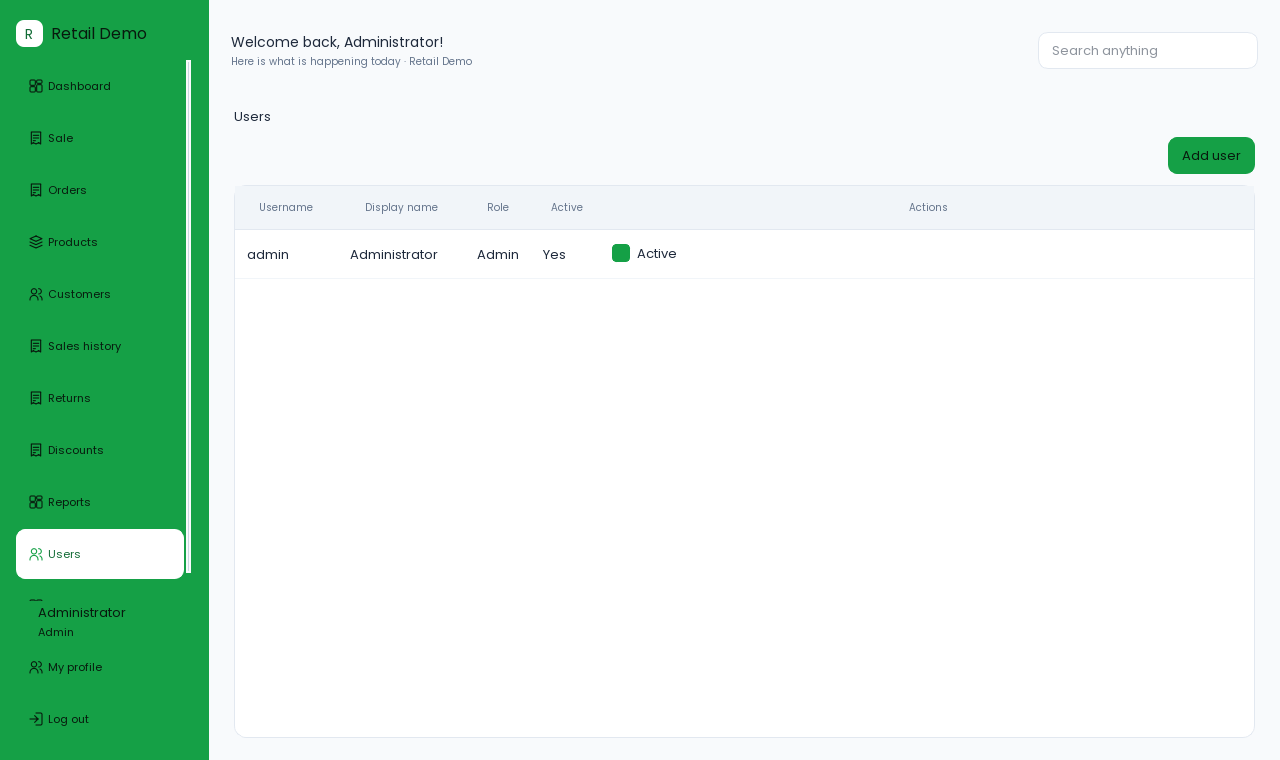 R
Retail Demo
Dashboard
Sale
Orders
Products
Customers
Sales history
Returns
Discounts
Reports
Users
Administrator
Admin
My profile
Log out
Welcome back, Administrator!
Here is what is happening today · Retail Demo
Search anything
Users
Add user
Username Display name Role Active Actions
admin Administrator Admin Yes Active